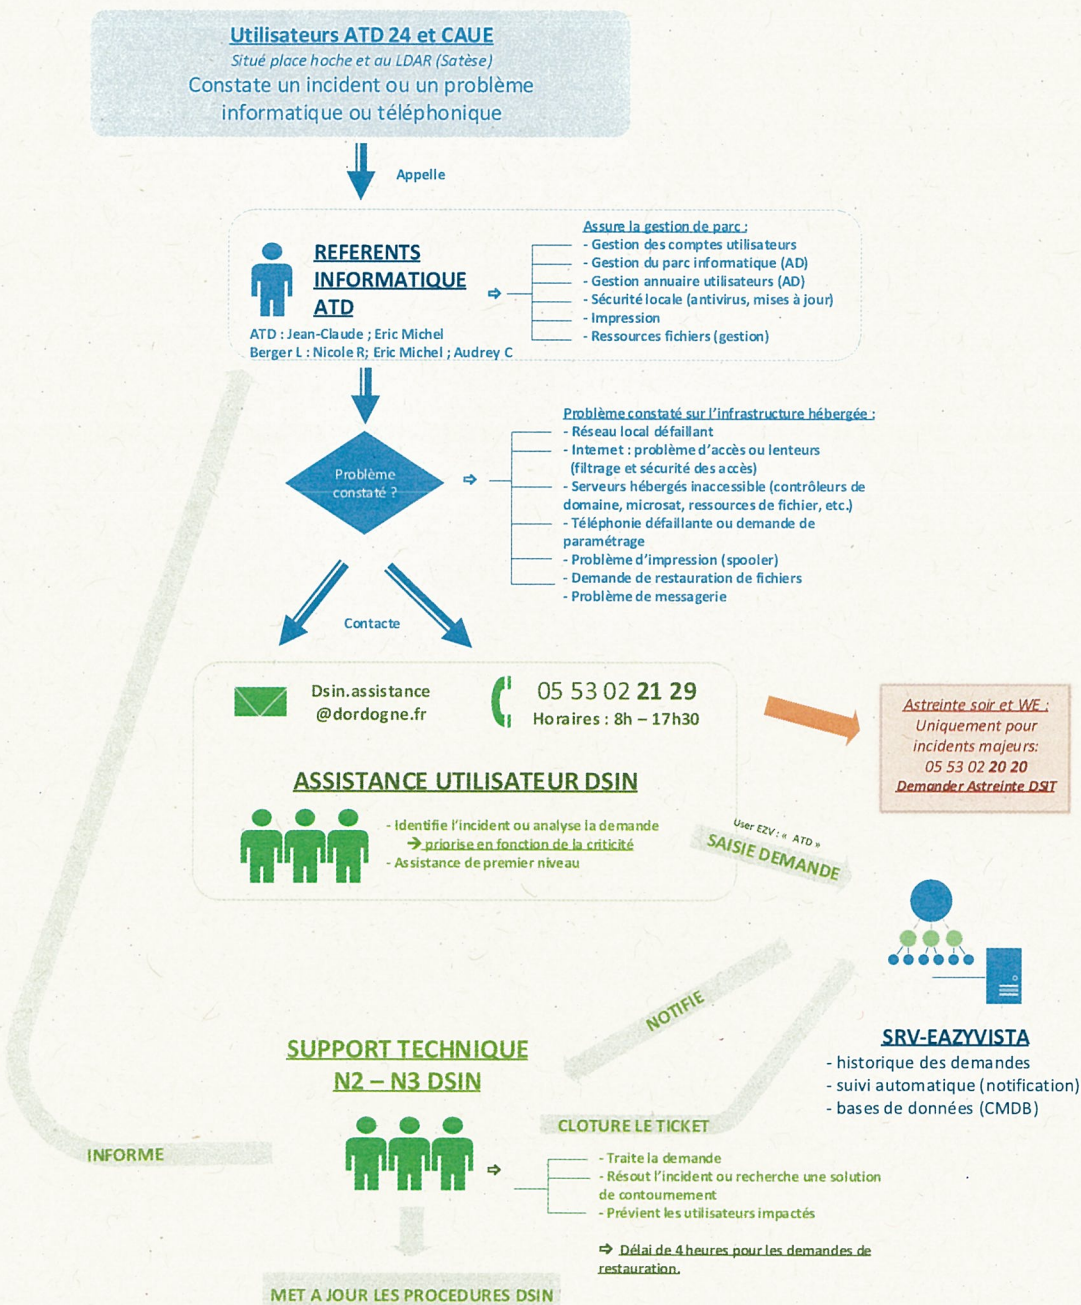 Utilisateurs ATD 24 et CAUE
Situé place hoche et au LDAR (Satèse)
Constate un incident ou un problème
informatique ou téléphonique
Appelle
REFERENTS
INFORMATIQUE
ATD
ATD : Jean-Claude ; Eric Michel
Berger L : Nicole R; Eric Michel ; Audrey C
Assure la gestion de parc :
- Gestion des comptes utilisateurs
- Gestion du parc informatique (AD)
- Gestion annuaire utilisateurs (AD)
- Sécurité locale (antivirus, mises à jour)
- Impression
- Ressources fichiers (gestion)
Problème
constaté ?
Problème constaté sur l'infrastructure hébergée :
- Réseau local défaillant
- Internet : problème d'accès ou lenteurs
(filtrage et sécurité des accès)
- Serveurs hébergés inaccessible (contrôleurs de
domaine, microsat, ressources de fichier, etc.)
- Téléphonie défaillante ou demande de
paramétrage
- Problème d'impression (spooler)
- Demande de restauration de fichiers
- Problème de messagerie
Contacte
Dsin.assistance
@dordogne.fr
05 53 02 21 29
Horaires : 8h – 17h30
ASSISTANCE UTILISATEUR DSIN
- Identifie l'incident ou analyse la demande
➔ priorise en fonction de la criticité
- Assistance de premier niveau
Astreinte soir et WE :
Uniquement pour
incidents majeurs:
05 53 02 20 20
Demander Astreinte DSIT
User EZV : « ATD »
SAISIE DEMANDE
SRV-EAZYVISTA
- historique des demandes
- suivi automatique (notification)
- bases de données (CMDB)
NOTIFIE
SUPPORT TECHNIQUE
N2 – N3 DSIN
CLOTURE LE TICKET
- Traite la demande
- Résout l'incident ou recherche une solution
de contournement
- Prévient les utilisateurs impactés
⇨ Délai de 4 heures pour les demandes de
restauration.
INFORME
MET A JOUR LES PROCEDURES DSIN